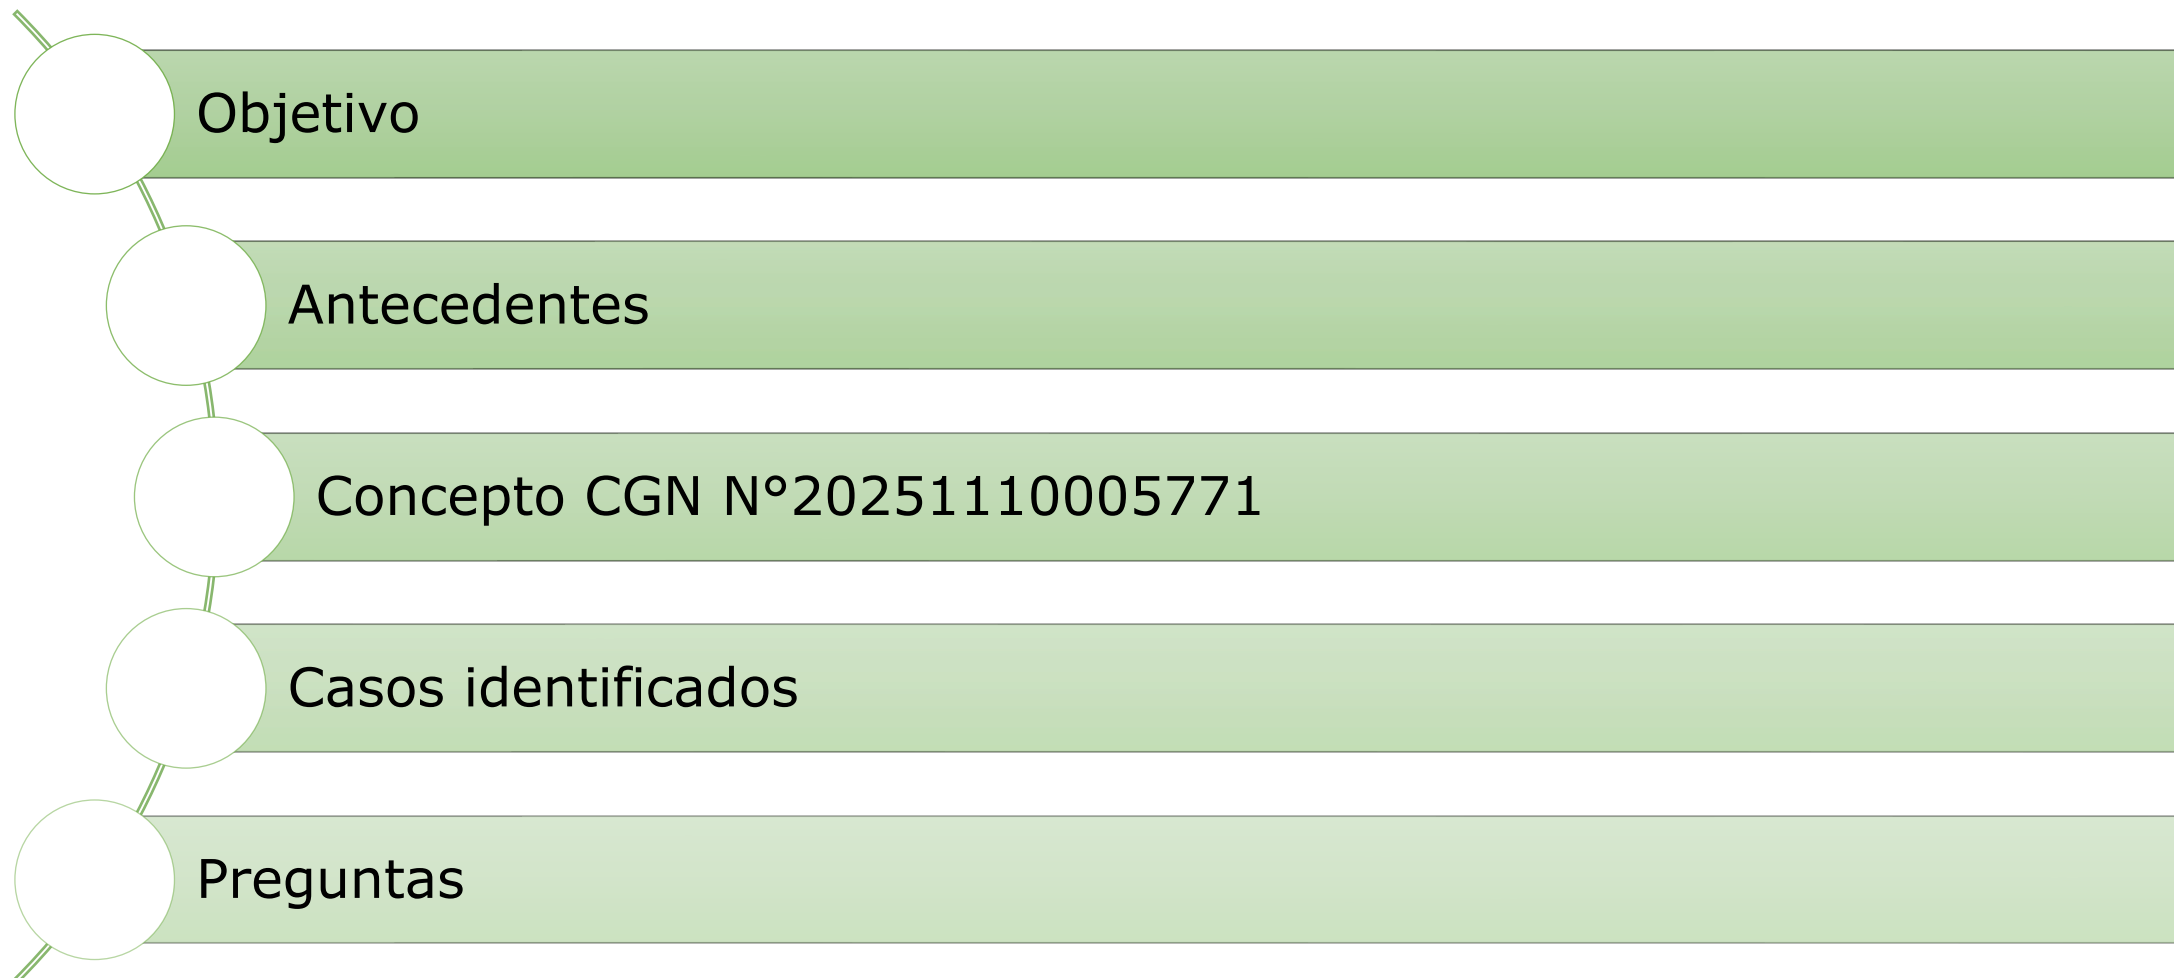 Objetivo
Antecedentes
Concepto CGN N°20251110005771
Casos identificados
Preguntas